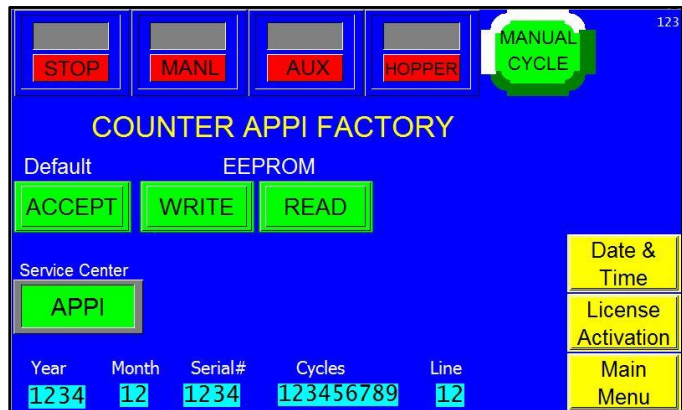 123
STOP MANL AUX HOPPER MANUAL CYCLE
COUNTER APPI FACTORY
Default EEPROM
ACCEPT WRITE READ
Date & Time
Service Center
APPI
License Activation
Year Month Serial# Cycles Line
1234 12 1234 123456789 12
Main Menu